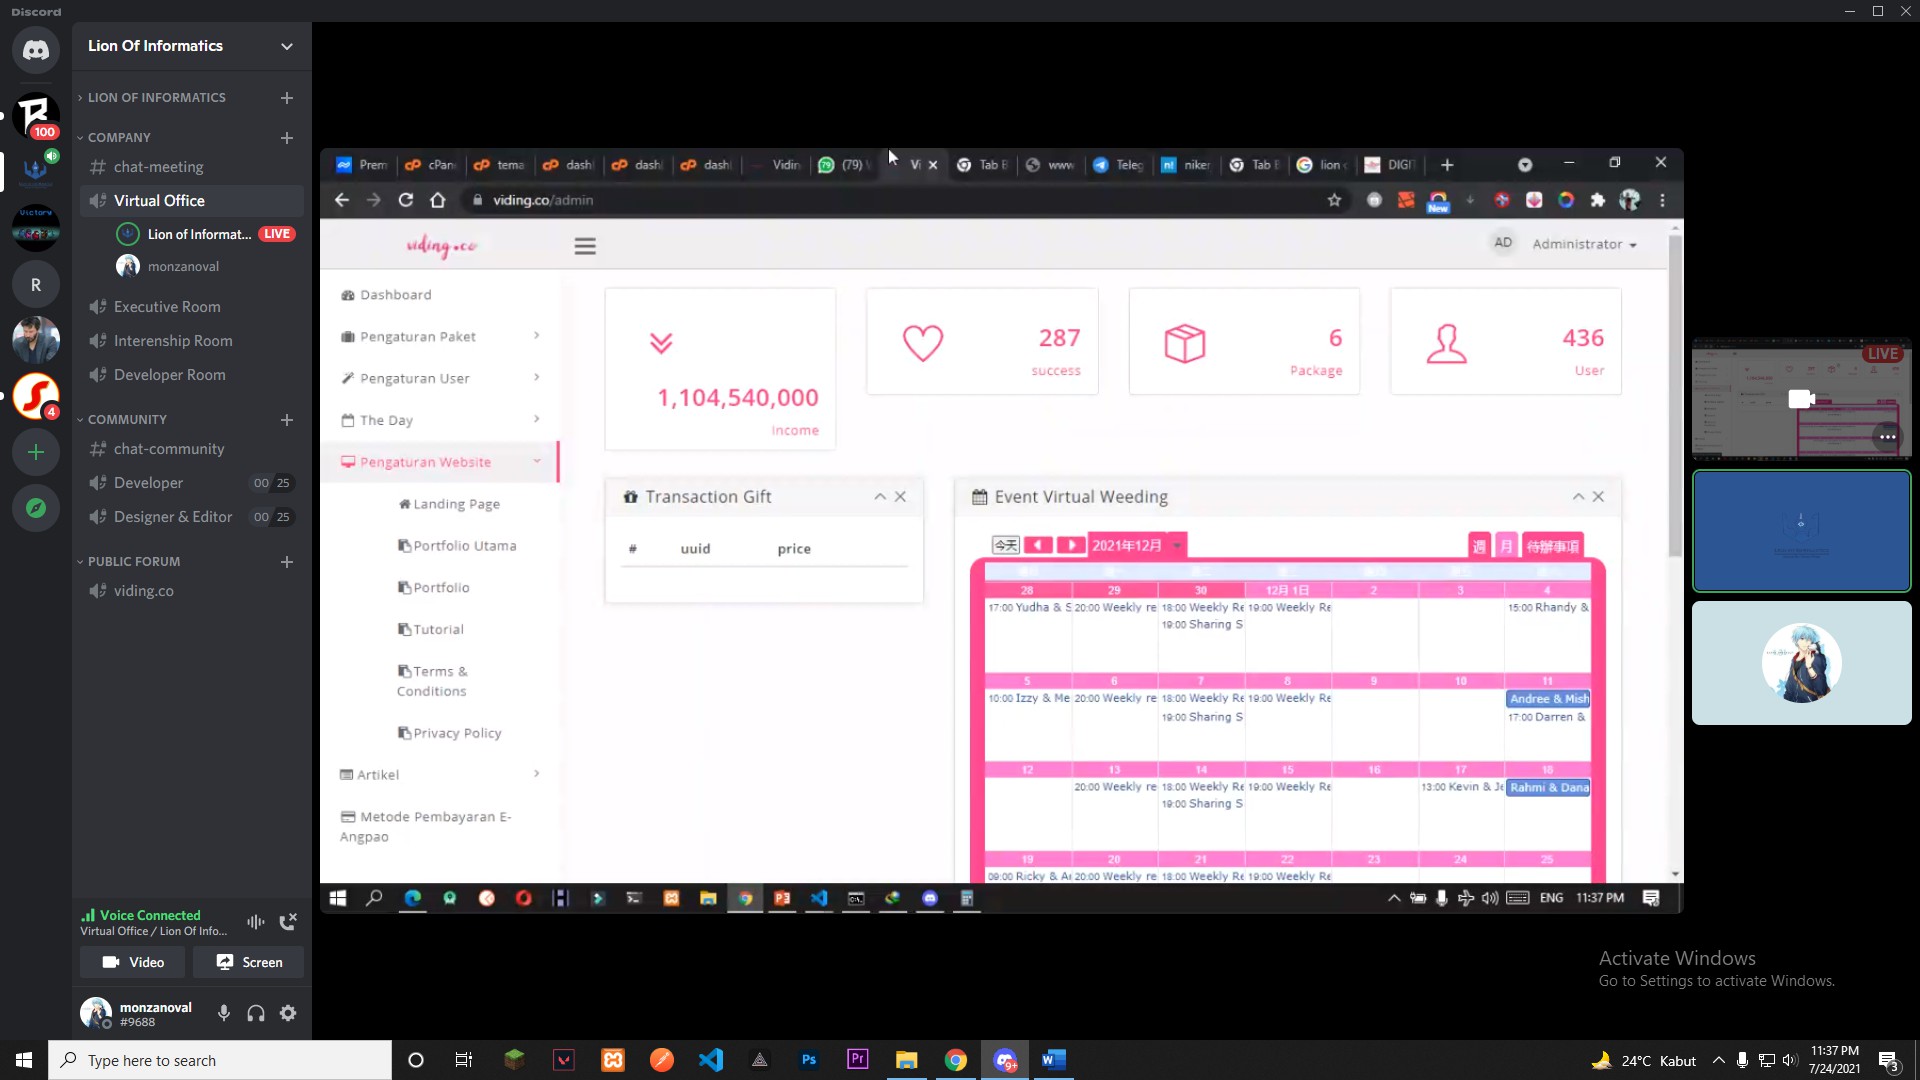 Discord
Lion Of Informatics
LION OF INFORMATICS
COMPANY
chat-meeting
Virtual Office
Lion of Informat... LIVE
monzanoval
Executive Room
Interenship Room
Developer Room
COMMUNITY
chat-community
Developer 00 25
Designer & Editor 00 25
PUBLIC FORUM
viding.co
100
Victory
R
4
Voice Connected
Virtual Office / Lion Of Info...
Video
Screen
monzanoval
#9688
Prem
cPan
tema
dash
dash
dash
Vidin
(79)
Vi
Tab E
www
Teleg
niker
Tab E
lion
DIGIT
viding.co/admin
New
viding.co
AD Administrator
Dashboard
Pengaturan Paket
Pengaturan User
The Day
Pengaturan Website
Landing Page
Portfolio Utama
Portfolio
Tutorial
Terms &
Conditions
Privacy Policy
Artikel
Metode Pembayaran E-
Angpao
1,104,540,000
Income
287
success
6
Package
436
User
Transaction Gift
# uuid price
Event Virtual Weeding
今天 2021年12月 週 月 待辦事項
28 29 30 12月 1日 2 3 4
17:00 Yudha & S 20:00 Weekly re 18:00 Weekly Re 19:00 Weekly Re 15:00 Rhandy &
19:00 Sharing S
5 6 7 8 9 10 11
10:00 Izzy & Me 20:00 Weekly re 18:00 Weekly Re 19:00 Weekly Re Andree & Mish
19:00 Sharing S 17:00 Darren &
12 13 14 15 16 17 18
20:00 Weekly re 18:00 Weekly Re 19:00 Weekly Re 13:00 Kevin & Je Rahmi & Dana
19:00 Sharing S
19 20 21 22 23 24 25
09:00 Ricky & A 20:00 Weekly re 18:00 Weekly Re 19:00 Weekly Re
ENG 11:37 PM
LIVE
Activate Windows
Go to Settings to activate Windows.
Type here to search
Ps
Pr
9+
24°C Kabut
11:37 PM
7/24/2021
3